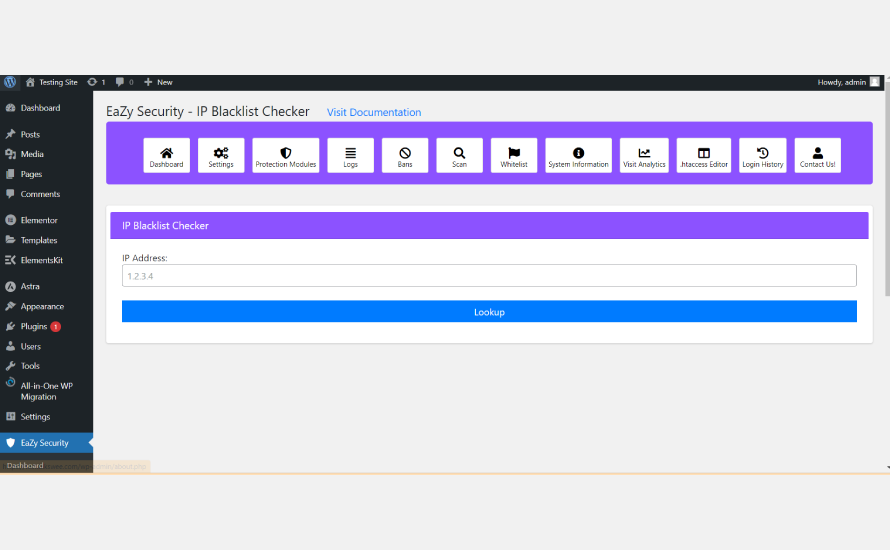 Testing Site 1 0 New Howdy, admin
Dashboard
Posts
Media
Pages
Comments
Elementor
Templates
ElementsKit
Astra
Appearance
Plugins 1
Users
Tools
All-in-One WP
Migration
Settings
EaZy Security
Dashboard
EaZy Security - IP Blacklist Checker Visit Documentation
Dashboard Settings Protection Modules Logs Bans Scan Whitelist System Information Visit Analytics .htaccess Editor Login History Contact Us!
IP Blacklist Checker
IP Address:
1.2.3.4
Lookup